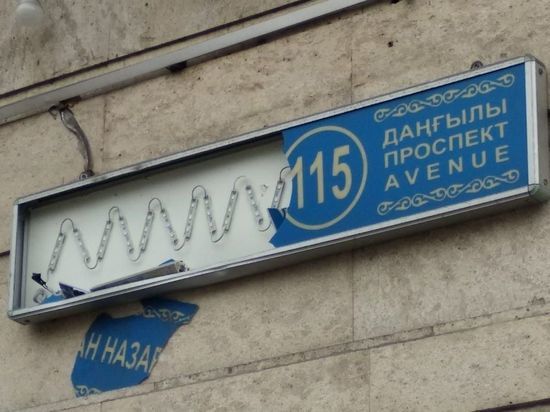 115
ДАҢҒЫЛЫ
ПРОСПЕКТ
AVENUE
АН НАЗАР